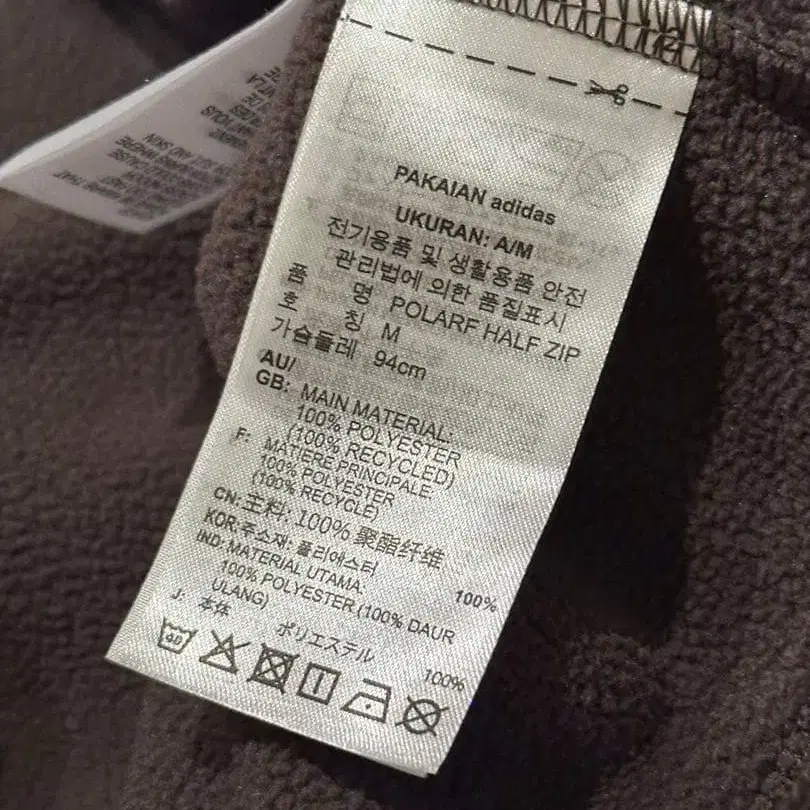 PAKAIAN adidas
UKURAN: A/M
전기용품 및 생활용품 안전
관리법에 의한 품질표시
품 명 POLARF HALF ZIP
호 칭 M
가슴둘레 94cm
AU/
GB: MAIN MATERIAL:
100% POLYESTER
(100% RECYCLED)
F: MATIERE PRINCIPALE:
100% POLYESTER
(100% RECYCLE)
CN: 主料: 100% 聚酯纤维
KOR: 주소재: 폴리에스터 100%
IND: MATERIAL UTAMA:
100% POLYESTER (100% DAUR
ULANG)
J: 本体 ポリエステル 100%
40